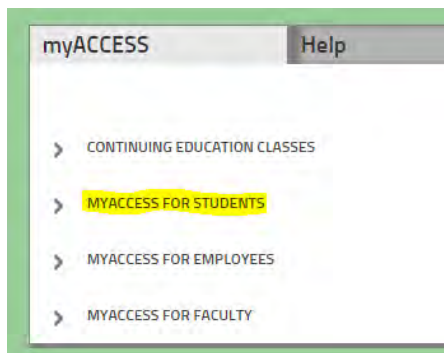 myACCESS Help
CONTINUING EDUCATION CLASSES
MYACCESS FOR STUDENTS
MYACCESS FOR EMPLOYEES
MYACCESS FOR FACULTY